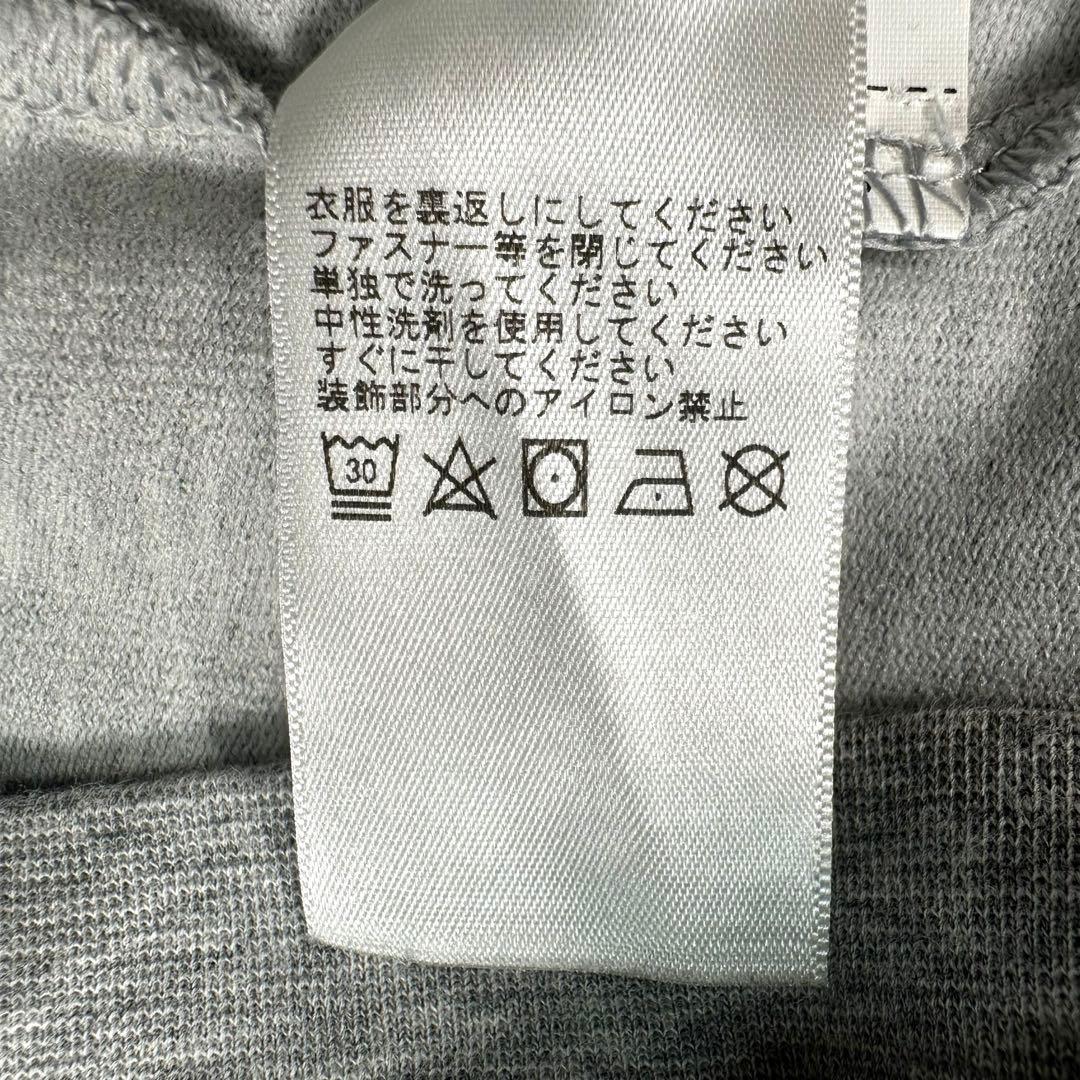 衣服を裏返しにしてください
ファスナー等を閉じてください
単独で洗ってください
中性洗剤を使用してください
すぐに干してください
装飾部分へのアイロン禁止
30